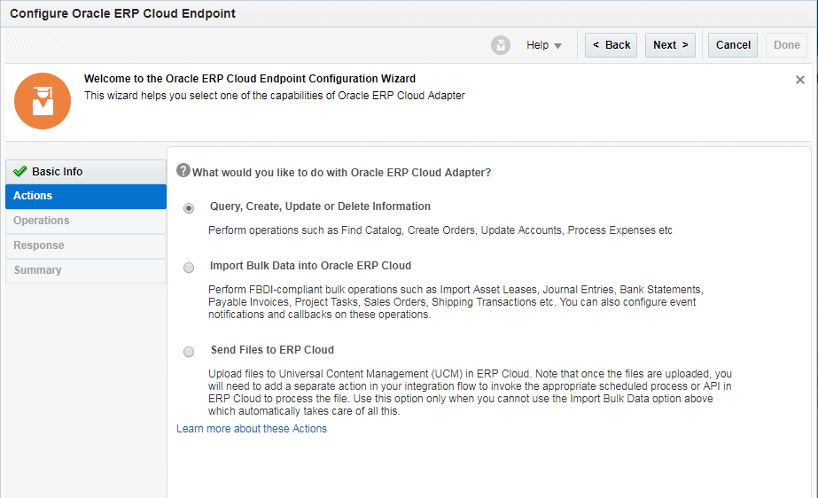 Configure Oracle ERP Cloud Endpoint
Help
< Back
Next >
Cancel
Done
Welcome to the Oracle ERP Cloud Endpoint Configuration Wizard
This wizard helps you select one of the capabilities of Oracle ERP Cloud Adapter
Basic Info
Actions
Operations
Response
Summary
? What would you like to do with Oracle ERP Cloud Adapter?
Query, Create, Update or Delete Information
Perform operations such as Find Catalog, Create Orders, Update Accounts, Process Expenses etc
Import Bulk Data into Oracle ERP Cloud
Perform FBDI-compliant bulk operations such as Import Asset Leases, Journal Entries, Bank Statements,
Payable Invoices, Project Tasks, Sales Orders, Shipping Transactions etc. You can also configure event
notifications and callbacks on these operations.
Send Files to ERP Cloud
Upload files to Universal Content Management (UCM) in ERP Cloud. Note that once the files are uploaded, you
will need to add a separate action in your integration flow to invoke the appropriate scheduled process or API in
ERP Cloud to process the file. Use this option only when you cannot use the Import Bulk Data option above
which automatically takes care of all this.
Learn more about these Actions